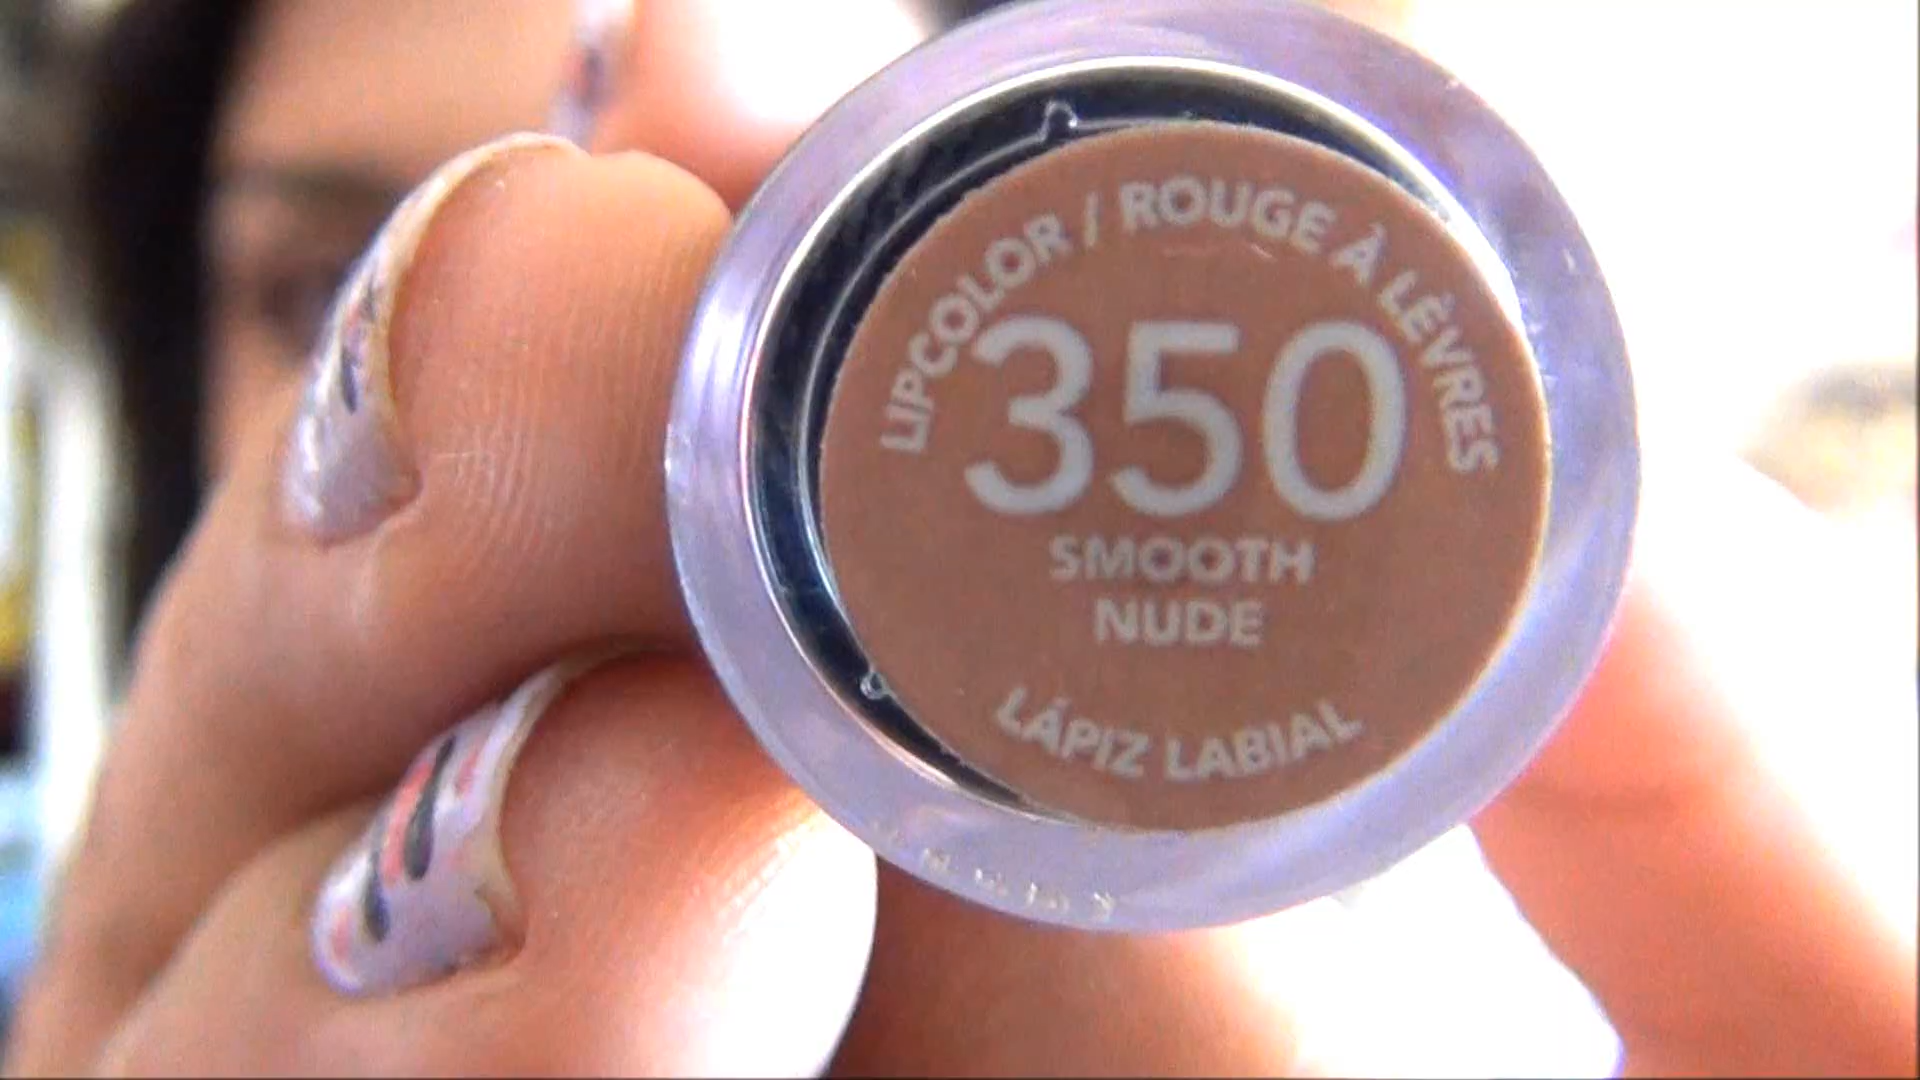 LIPCOLOR / ROUGE À LÈVRES
350
SMOOTH
NUDE
LÁPIZ LABIAL